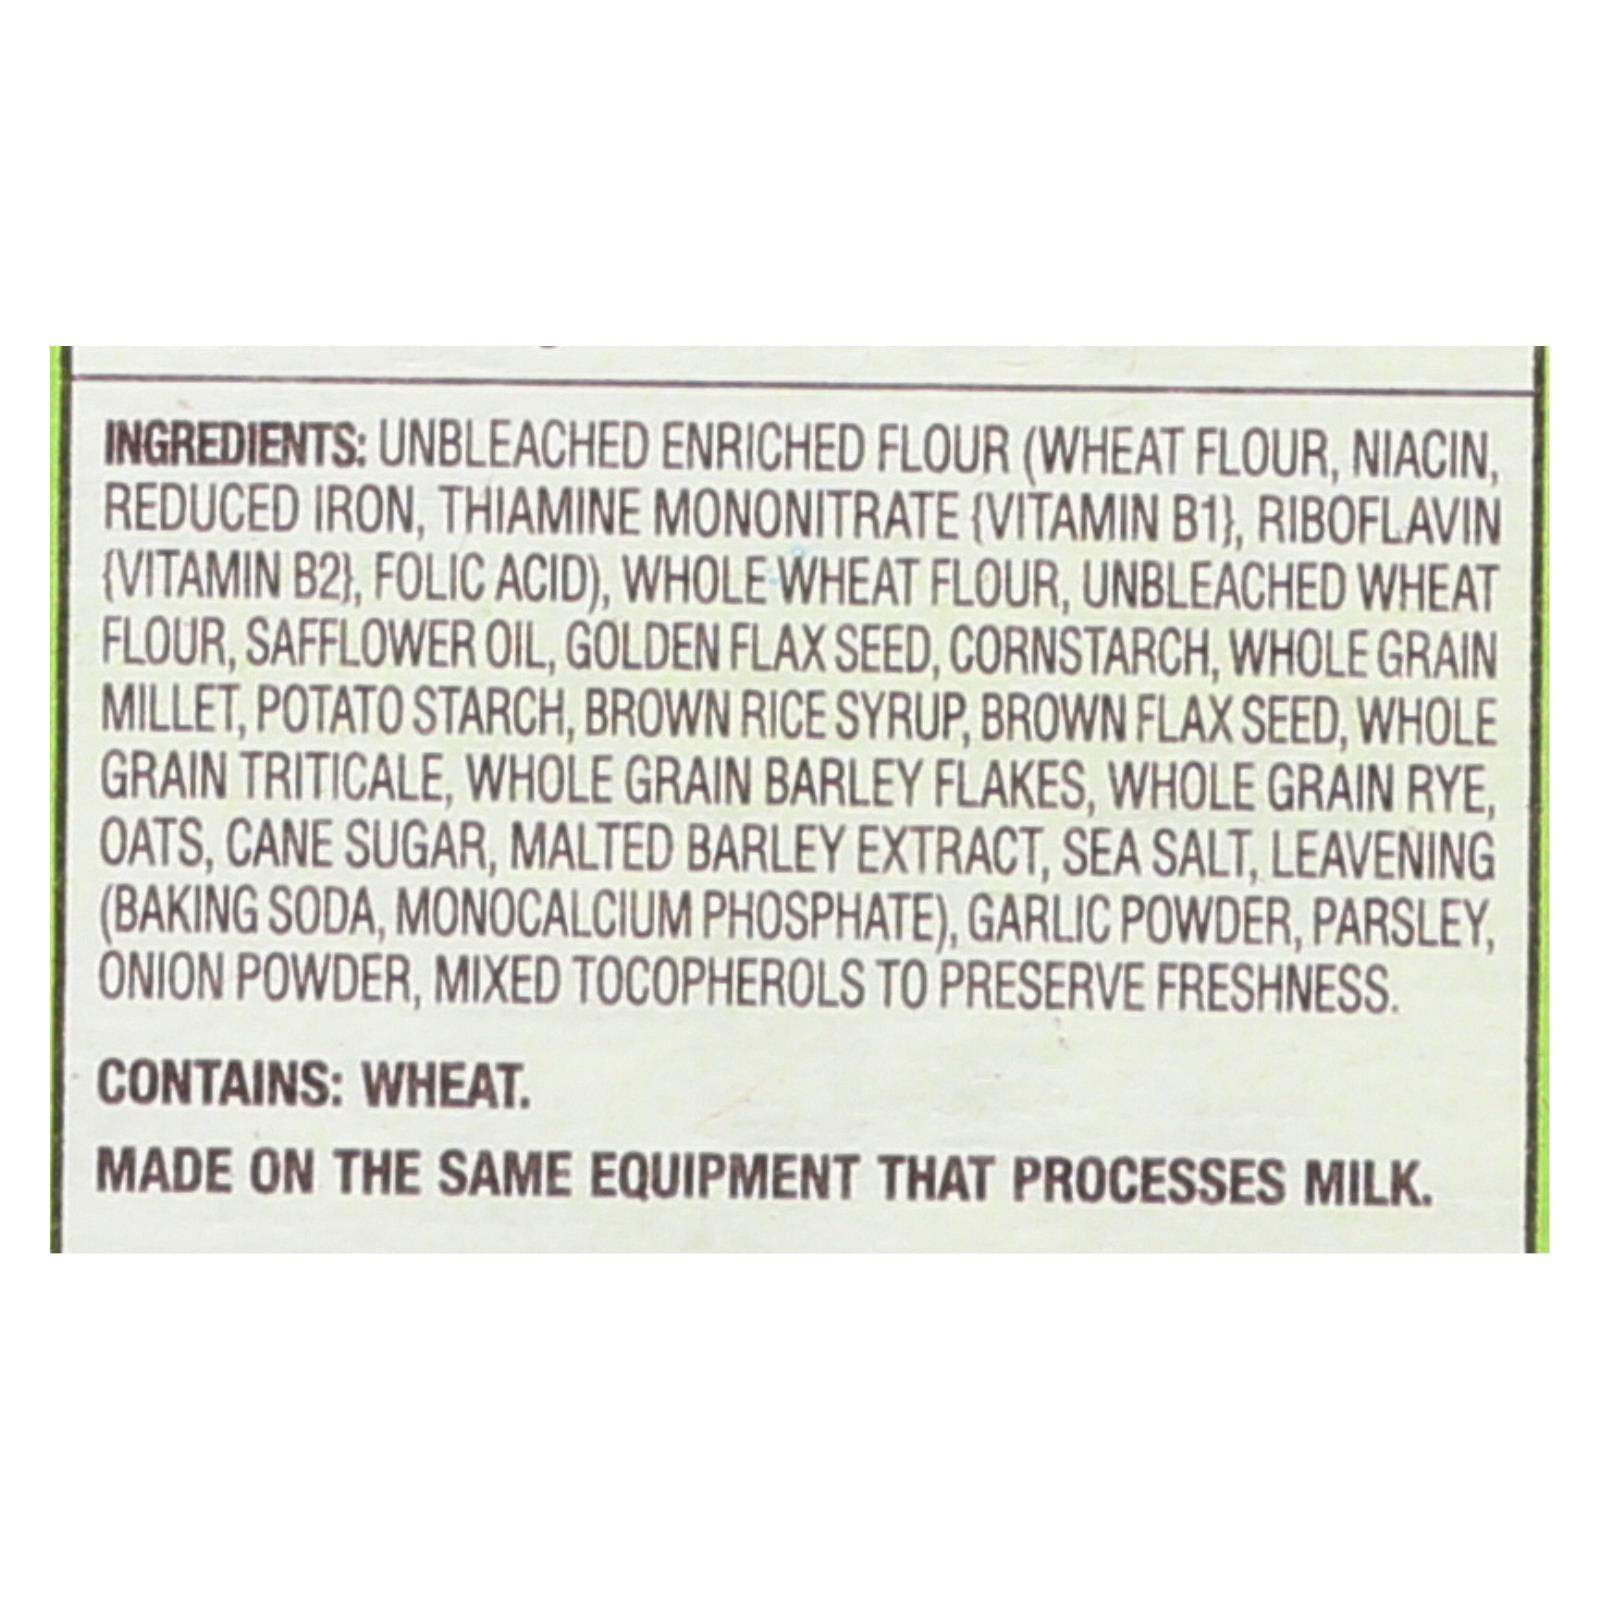 INGREDIENTS: UNBLEACHED ENRICHED FLOUR (WHEAT FLOUR, NIACIN,
REDUCED IRON, THIAMINE MONONITRATE {VITAMIN B1}, RIBOFLAVIN
{VITAMIN B2}, FOLIC ACID), WHOLE WHEAT FLOUR, UNBLEACHED WHEAT
FLOUR, SAFFLOWER OIL, GOLDEN FLAX SEED, CORNSTARCH, WHOLE GRAIN
MILLET, POTATO STARCH, BROWN RICE SYRUP, BROWN FLAX SEED, WHOLE
GRAIN TRITICALE, WHOLE GRAIN BARLEY FLAKES, WHOLE GRAIN RYE,
OATS, CANE SUGAR, MALTED BARLEY EXTRACT, SEA SALT, LEAVENING
(BAKING SODA, MONOCALCIUM PHOSPHATE), GARLIC POWDER, PARSLEY,
ONION POWDER, MIXED TOCOPHEROLS TO PRESERVE FRESHNESS.
CONTAINS: WHEAT.
MADE ON THE SAME EQUIPMENT THAT PROCESSES MILK.